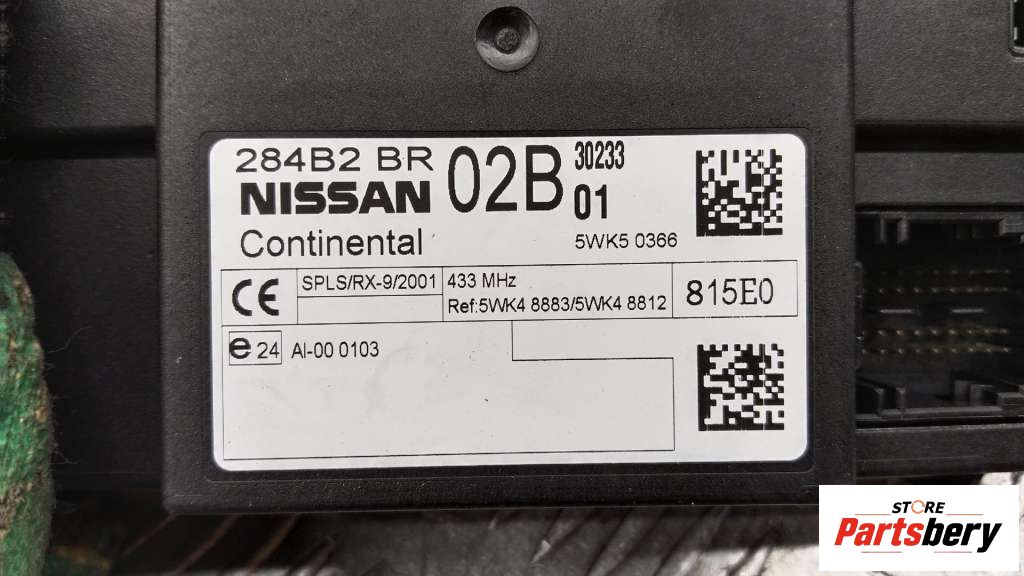 284B2 BR 02B 30233
NISSAN 01
Continental 5WK5 0366
CE SPLS/RX-9/2001 433 MHz 815E0
Ref:5WK4 8883/5WK4 8812
e 24 AI-00 0103
STORE
Partsbery